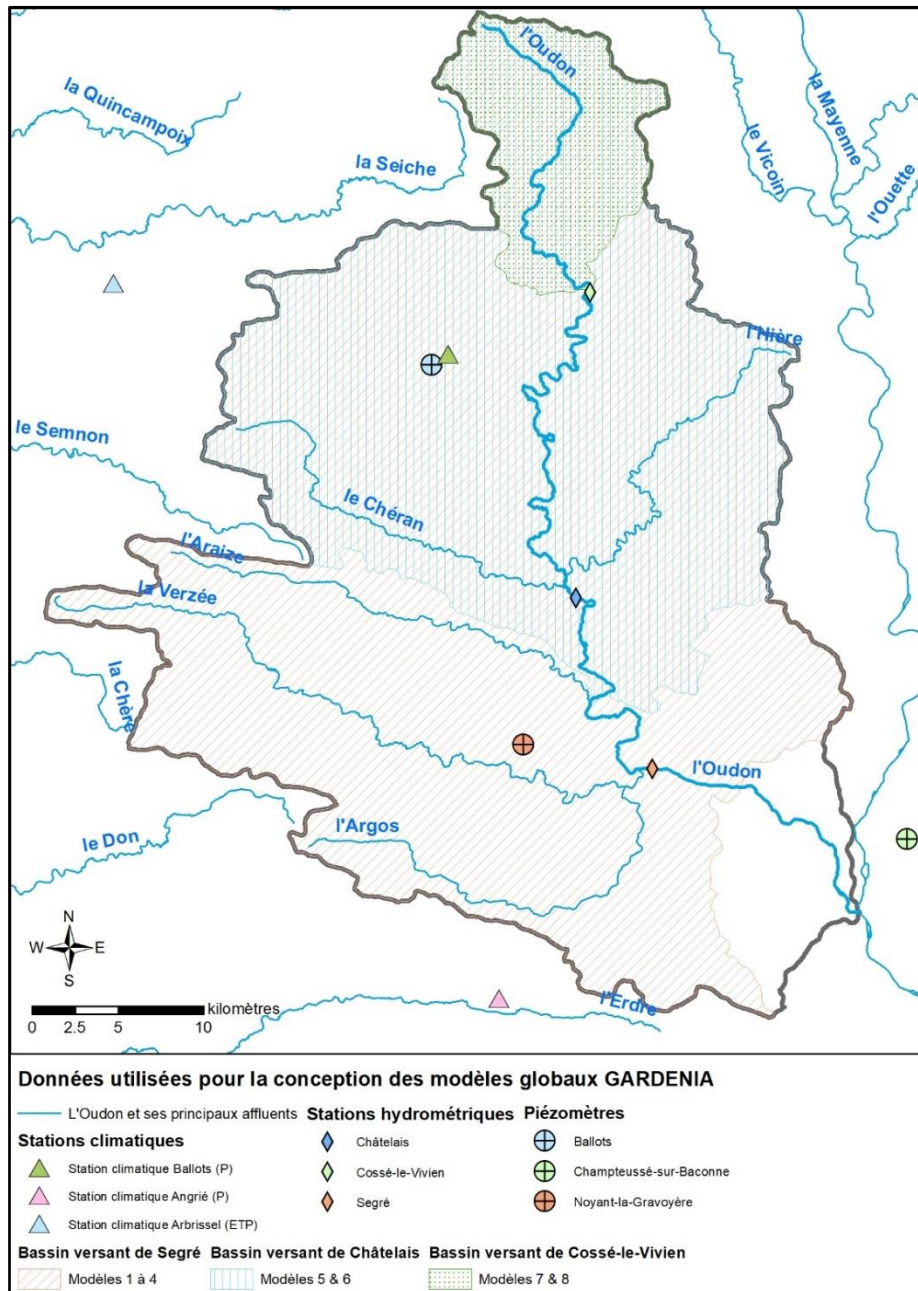 l'Oudon
la Quincampoix
la Mayenne
le Vicoin
la Seiche
l'Ouette
l'Hière
le Semnon
le Chéran
l'Araize
la Verzée
la Chère
l'Oudon
l'Argos
le Don
N
W E
S
l'Erdre
kilomètres
0 2.5 5 10
Données utilisées pour la conception des modèles globaux GARDENIA
L'Oudon et ses principaux affluents
Stations climatiques
Station climatique Ballots (P)
Station climatique Angrié (P)
Station climatique Arbrissel (ETP)
Stations hydrométriques
Châtelais
Cossé-le-Vivien
Segré
Piézomètres
Ballots
Champteussé-sur-Baconne
Noyant-la-Gravoyère
Bassin versant de Segré
Modèles 1 à 4
Bassin versant de Châtelais
Modèles 5 & 6
Bassin versant de Cossé-le-Vivien
Modèles 7 & 8